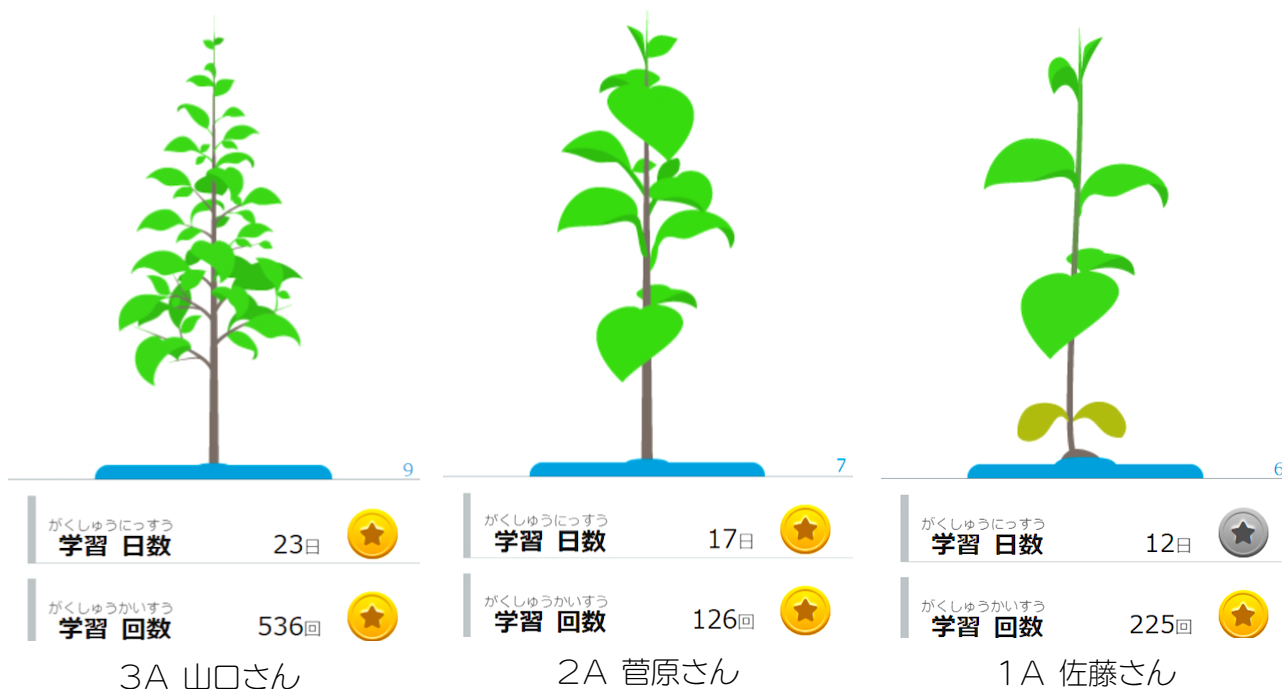 9
がくしゅうにっすう
学習 日数 23日
がくしゅうかいすう
学習 回数 536回
3A 山口さん
7
がくしゅうにっすう
学習 日数 17日
がくしゅうかいすう
学習 回数 126回
2A 菅原さん
6
がくしゅうにっすう
学習 日数 12日
がくしゅうかいすう
学習 回数 225回
1A 佐藤さん